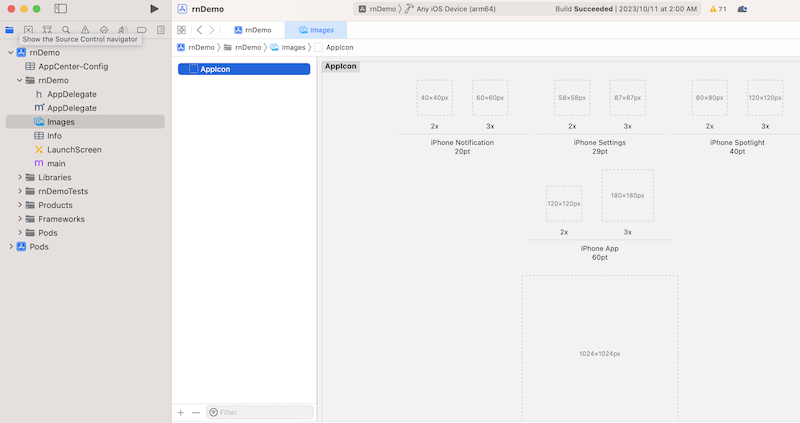 rnDemo
rnDemo 〉 Any iOS Device (arm64)
Build Succeeded | 2023/10/11 at 2:00 AM
71
Show the Source Control navigator
rnDemo
Images
rnDemo 〉 rnDemo 〉 Images 〉 AppIcon
rnDemo
AppCenter-Config
rnDemo
h AppDelegate
m AppDelegate
Images
Info
LaunchScreen
m main
Libraries
rnDemoTests
Products
Frameworks
Pods
Pods
AppIcon
Filter
AppIcon
40×40px
60×60px
58×58px
87×87px
80×80px
120×120px
2x
3x
2x
3x
2x
3x
iPhone Notification
20pt
iPhone Settings
29pt
iPhone Spotlight
40pt
120×120px
180×180px
2x
3x
iPhone App
60pt
1024×1024px